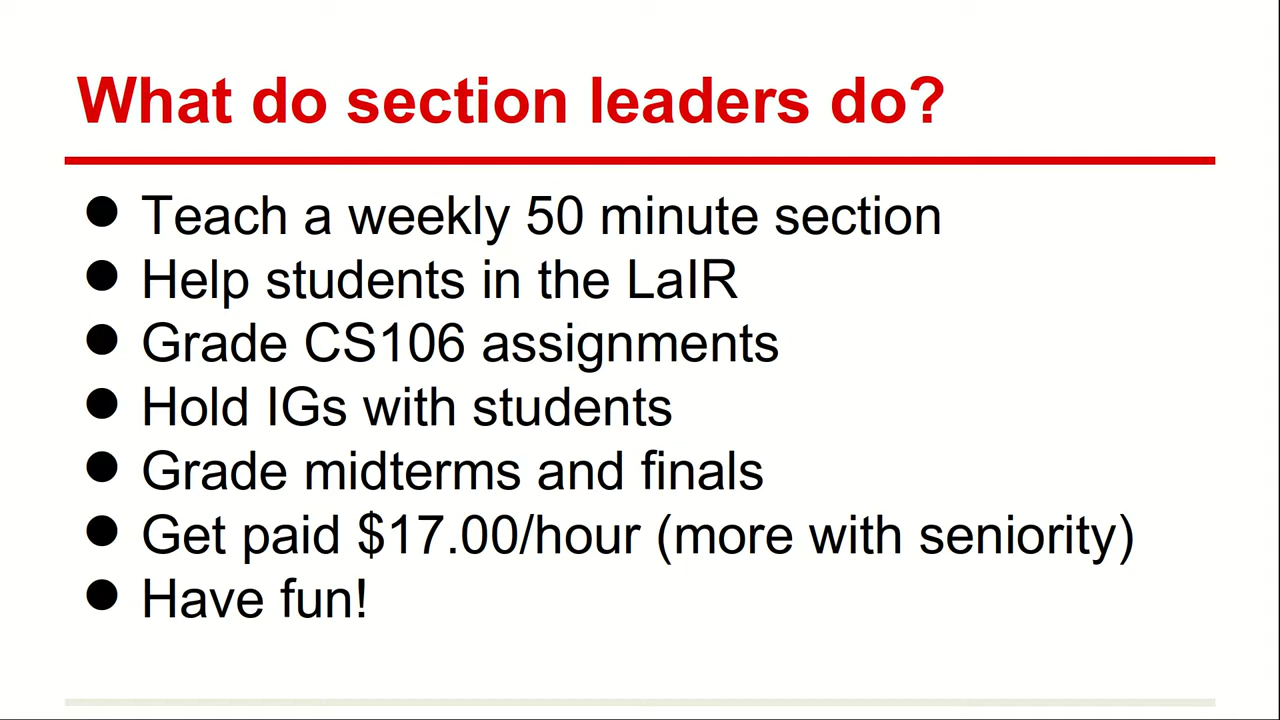 What do section leaders do?
● Teach a weekly 50 minute section
● Help students in the LaIR
● Grade CS106 assignments
● Hold IGs with students
● Grade midterms and finals
● Get paid $17.00/hour (more with seniority)
● Have fun!